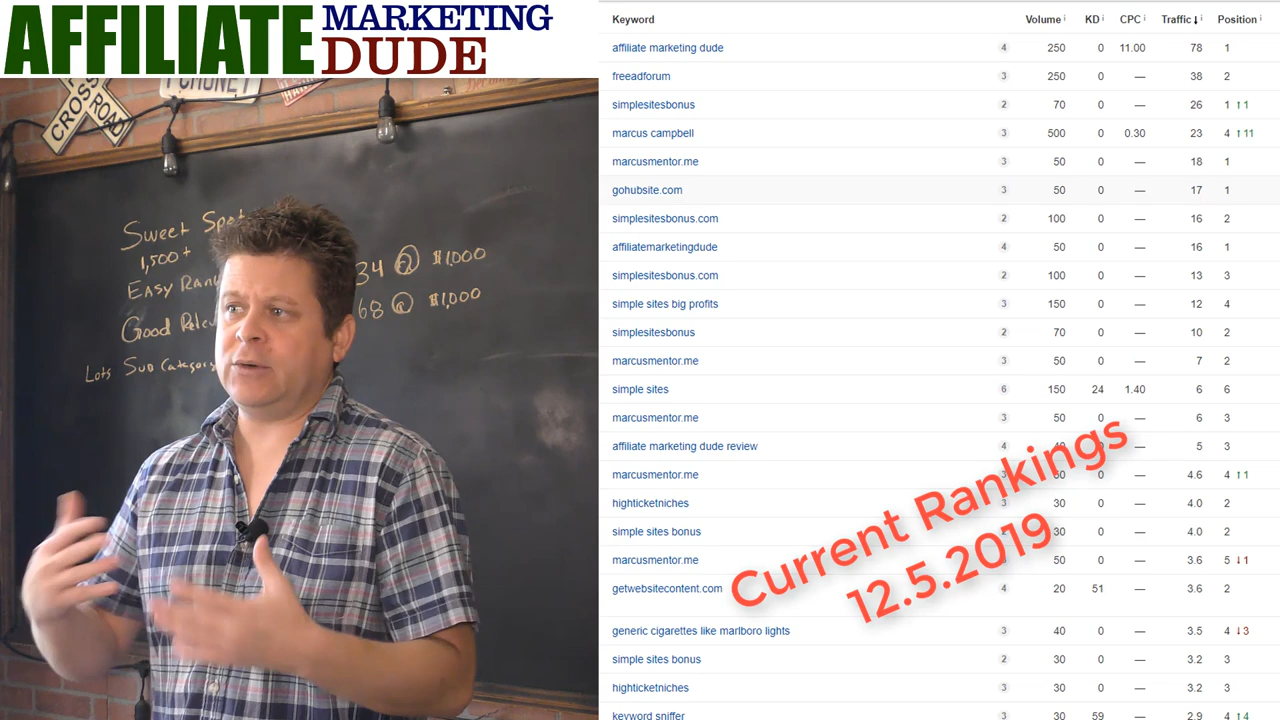 AFFILIATE MARKETING DUDE
CROSS ROAD
Sweet
1,500+
Easy
Good
Lots Sub
34 @ $1,000
68 @ $1,000
Keyword Volume KD CPC Traffic Position
affiliate marketing dude 4 250 0 11.00 78 1
freeadforum 3 250 0 — 38 2
simplesitesbonus 2 70 0 — 26 1 ↑1
marcus campbell 3 500 0 0.30 23 4 ↑11
marcusmentor.me 3 50 0 — 18 1
gohubsite.com 3 50 0 — 17 1
simplesitesbonus.com 2 100 0 — 16 2
affiliatemarketingdude 4 50 0 — 16 1
simplesitesbonus.com 2 100 0 — 13 3
simple sites big profits 3 150 0 — 12 4
simplesitesbonus 2 70 0 — 10 2
marcusmentor.me 3 50 0 — 7 2
simple sites 6 150 24 1.40 6 6
marcusmentor.me 3 50 0 — 6 3
affiliate marketing dude review 4 40 0 — 5 3
marcusmentor.me 3 50 0 — 4.6 4 ↑1
highticketniches 3 30 0 — 4.0 2
simple sites bonus 30 0 — 4.0 2
marcusmentor.me 50 0 — 3.6 5 ↓1
getwebsitecontent.com 4 20 51 — 3.6 2
generic cigarettes like marlboro lights 3 40 0 — 3.5 4 ↓3
simple sites bonus 2 30 0 — 3.2 3
highticketniches 3 30 0 — 3.2 3
keyword sniffer 3 30 59 — 2.9 4 ↑4
Current Rankings
12.5.2019